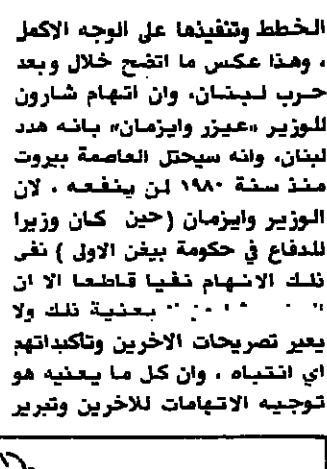 الخطط وتنفيذها على الوجه الاكمل
، وهذا عكس ما اتضح خلال وبعد
حرب لبنان، وان اتهام شارون
للوزير «عيزر وايزمان» بانه هدد
لبنان، وانه سيحتل العاصمة بيروت
منذ سنة ١٩٨٠ لن ينفعه ، لان
الوزير وايزمان (حين كان وزيرا
للدفاع في حكومة بيغن الاولى ) نفى
ذلك الاتهام نفيا قاطعا الا ان
يعنية ذلك ولا
يعير تصريحات الاخرين وتاكيداتهم
اي انتباه ، وان كل ما يعنيه هو
توجيه الاتهامات للاخرين وتبرير